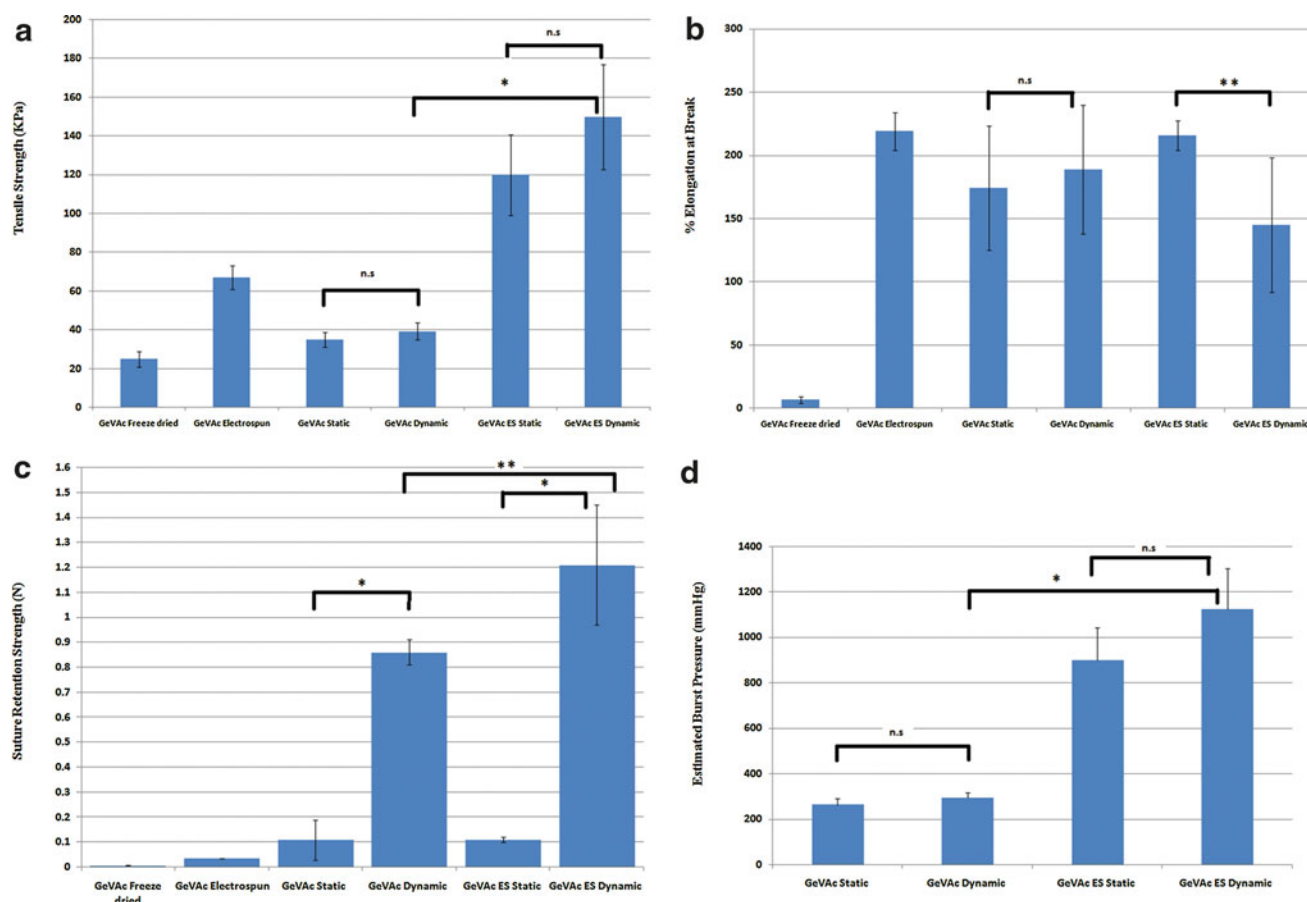 a
Tensile Strength (KPa)
200
180
160
140
120
100
80
60
40
20
0
n.s
*
n.s
GeVAc Freeze dried GeVAc Electrospun GeVAc Static GeVAc Dynamic GeVAc ES Static GeVAc ES Dynamic
b
% Elongation at Break
300
250
200
150
100
50
0
n.s
**
GeVAc Freeze dried GeVAc Electrospun GeVAc Static GeVAc Dynamic GeVAc ES Static GeVAc ES Dynamic
c
Suture Retention Strength (N)
1.6
1.5
1.4
1.3
1.2
1.1
1
0.9
0.8
0.7
0.6
0.5
0.4
0.3
0.2
0.1
0
**
*
*
GeVAc Freeze GeVAc Electrospun GeVAc Static GeVAc Dynamic GeVAc ES Static GeVAc ES Dynamic
dried
d
Estimated Burst Pressure (mmHg)
1400
1200
1000
800
600
400
200
0
n.s
*
n.s
GeVAc Static GeVAc Dynamic GeVAc ES Static GeVAc ES Dynamic